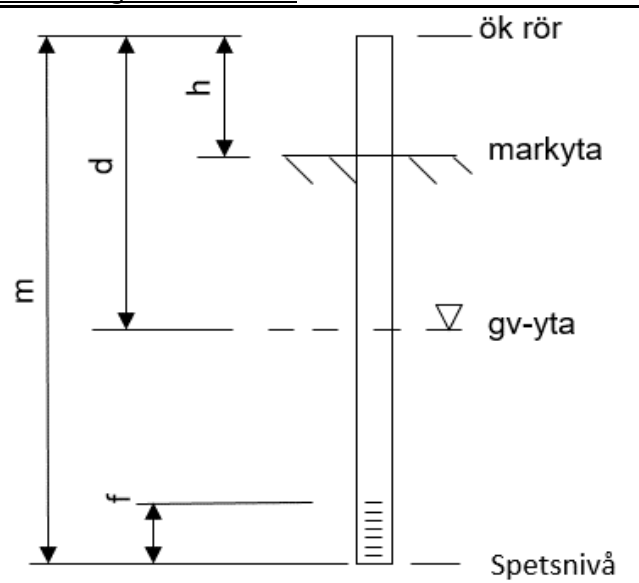 ök rör
h
markyta
d
m
gv-yta
f
Spetsnivå